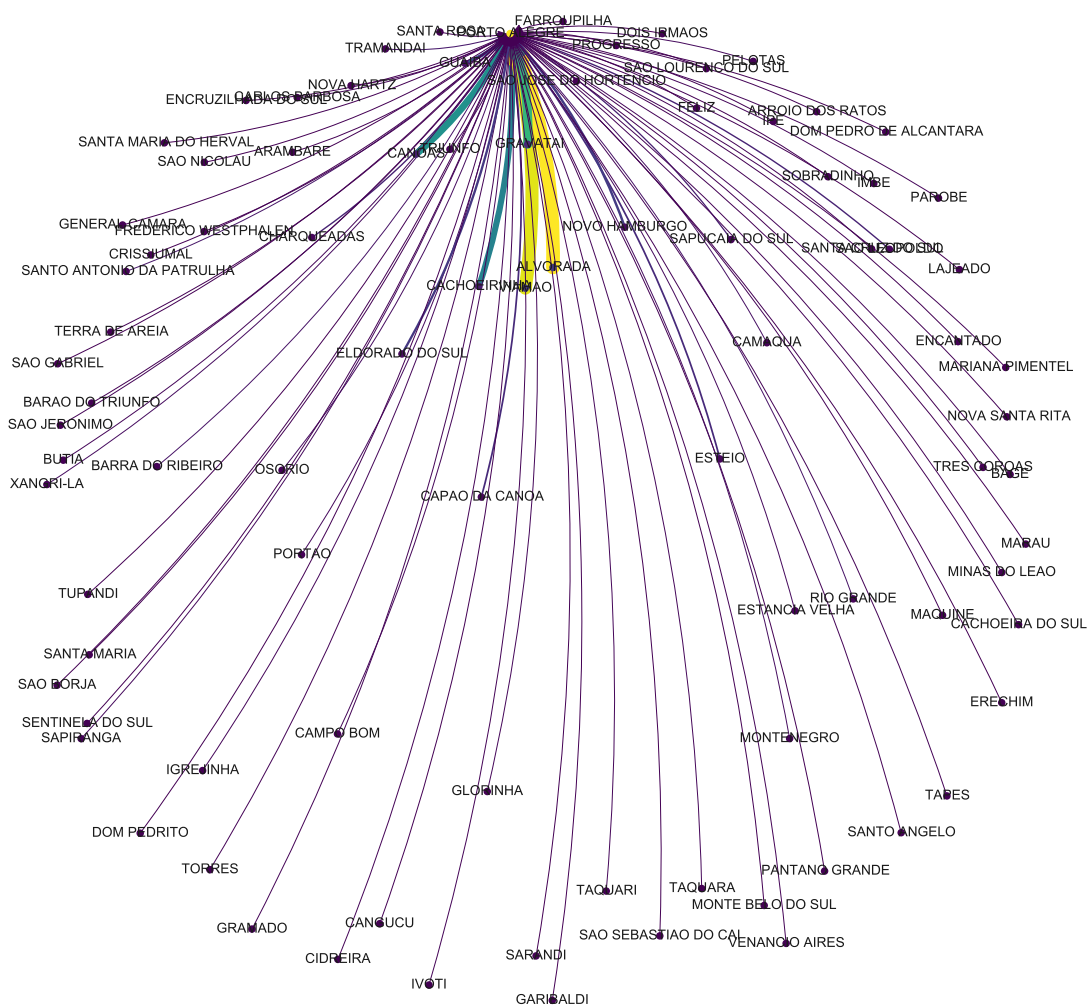 FARROUPILHA
SANTA ROSA
PORTO ALEGRE
DOIS IRMAOS
TRAMANDAI
PROGRESSO
GUAIBA
PELOTAS
SAO LOURENCO DO SUL
NOVA HARTZ
SAO JOSE DO HORTENCIO
ENCRUZILHADA DO SUL
CARLOS BARBOSA
FELIZ
ARROIO DOS RATOS
IPE
DOM PEDRO DE ALCANTARA
SANTA MARIA DO HERVAL
SAO NICOLAU
ARAMBARE
CANOAS
TRIUNFO
GRAVATAI
SOBRADINHO
IMBE
PAROBE
GENERAL CAMARA
FREDERICO WESTPHALEN
CHARQUEADAS
NOVO HAMBURGO
SAPUCAIA DO SUL
SANTA CRUZ DO SUL
SAO LEOPOLDO
CRISSIUMAL
SANTO ANTONIO DA PATRULHA
ALVORADA
LAJEADO
CACHOEIRINHA
VIAMAO
TERRA DE AREIA
ELDORADO DO SUL
CAMAQUA
ENCANTADO
SAO GABRIEL
MARIANA PIMENTEL
BARAO DO TRIUNFO
SAO JERONIMO
NOVA SANTA RITA
BUTIA
BARRA DO RIBEIRO
OSORIO
ESTEIO
TRES COROAS
BAGE
XANGRI-LA
CAPAO DA CANOA
PORTAO
MARAU
MINAS DO LEAO
TUPANDI
ESTANCIA VELHA
RIO GRANDE
MAQUINE
CACHOEIRA DO SUL
SANTA MARIA
SAO BORJA
ERECHIM
SENTINELA DO SUL
SAPIRANGA
CAMPO BOM
MONTENEGRO
IGREJINHA
GLORINHA
TAPES
DOM PEDRITO
SANTO ANGELO
TORRES
PANTANO GRANDE
TAQUARI
TAQUARA
MONTE BELO DO SUL
GRAMADO
CANGUCU
SAO SEBASTIAO DO CAI
VENANCIO AIRES
CIDREIRA
SARANDI
IVOTI
GARIBALDI